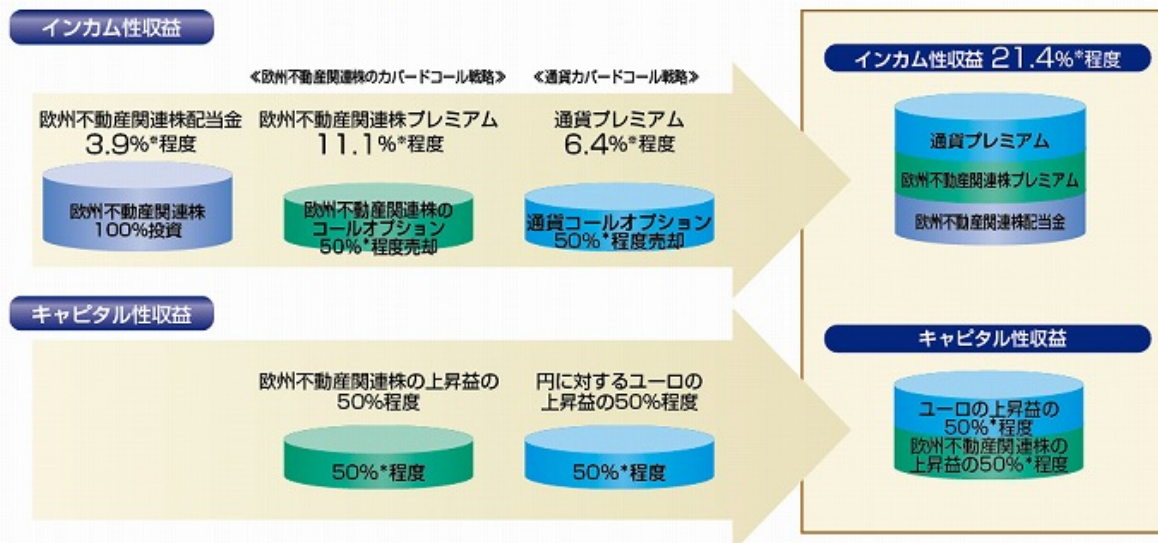 インカム性収益
≪欧州不動産関連株のカバードコール戦略≫
≪通貨カバードコール戦略≫
欧州不動産関連株配当金
3.9%*程度
欧州不動産関連株プレミアム
11.1%*程度
通貨プレミアム
6.4%*程度
欧州不動産関連株
100%投資
欧州不動産関連株の
コールオプション
50%*程度売却
通貨コールオプション
50%*程度売却
インカム性収益 21.4%*程度
通貨プレミアム
欧州不動産関連株プレミアム
欧州不動産関連株配当金
キャピタル性収益
欧州不動産関連株の上昇益の
50%程度
円に対するユーロの
上昇益の50%程度
50%*程度
50%*程度
キャピタル性収益
ユーロの上昇益の
50%*程度
欧州不動産関連株の
上昇益の50%*程度